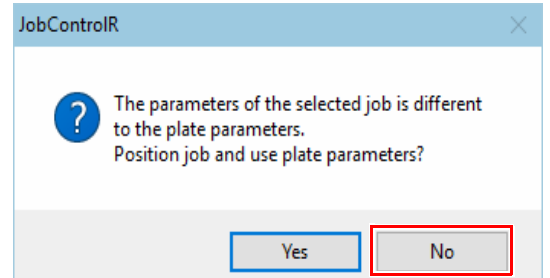 JobControlR
The parameters of the selected job is different
to the plate parameters.
Position job and use plate parameters?
Yes
No